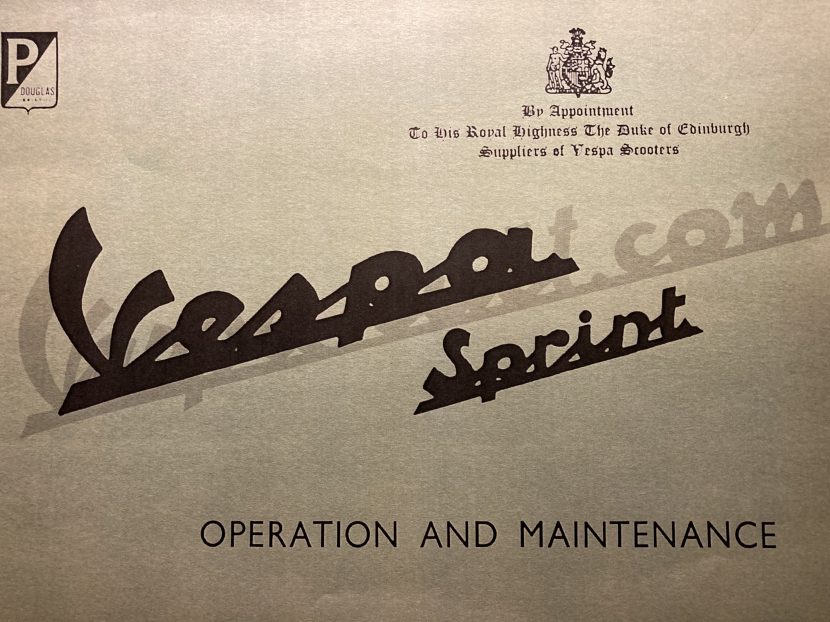 P
DOUGLAS
By Appointment
To His Royal Highness The Duke of Edinburgh
Suppliers of Vespa Scooters
Vespa
.com
Sprint
OPERATION AND MAINTENANCE